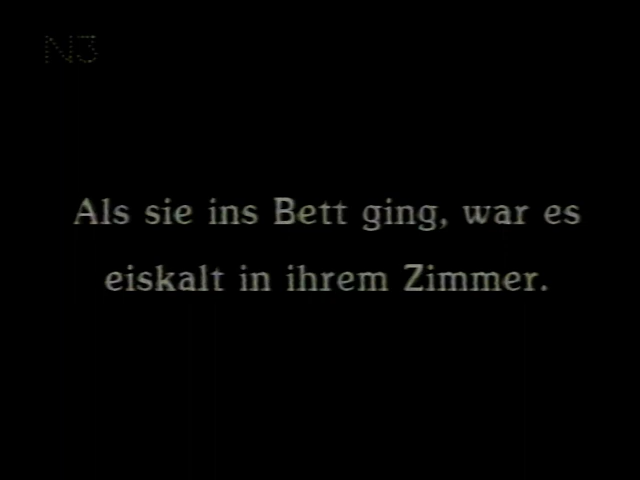 N3
Als sie ins Bett ging, war es
eiskalt in ihrem Zimmer.